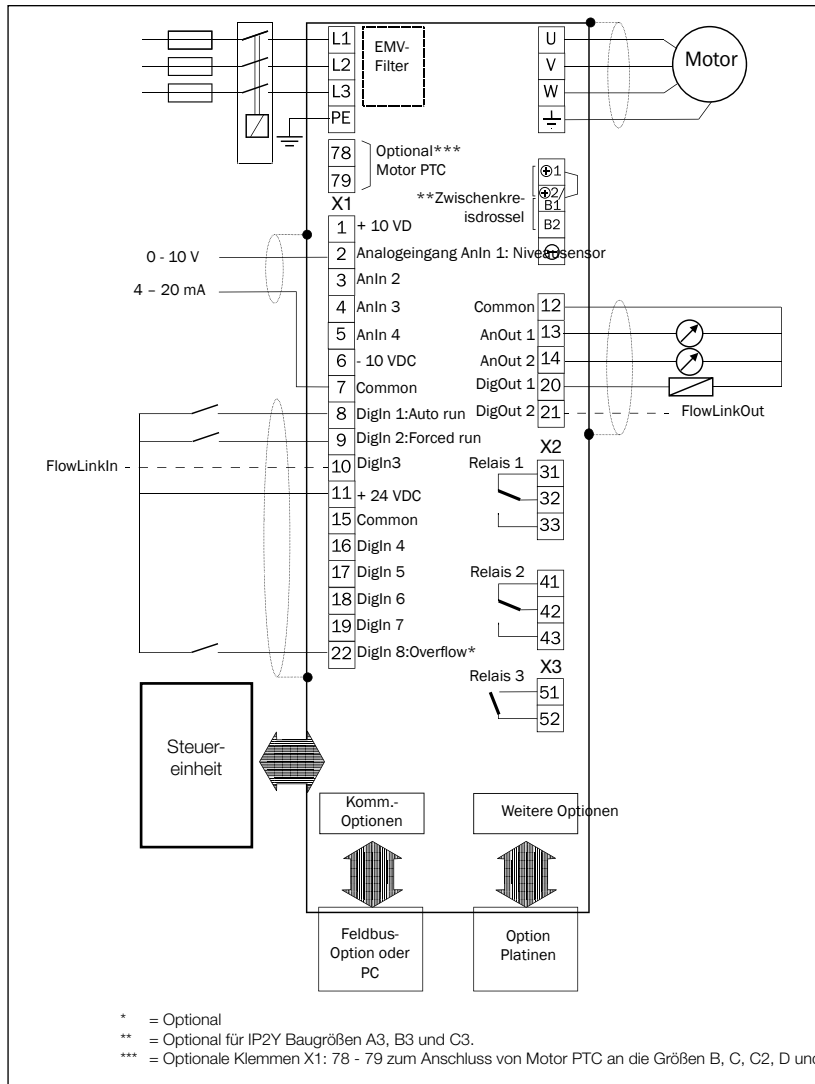 L1
L2
L3
PE
EMV-
Filter
U
V
W
Motor
78
79
Optional***
Motor PTC
X1
**Zwischenkre-
isdrossel
⊕1
⊕2/
B1
B2
⊖
1 + 10 VD
0 - 10 V
2 Analogeingang AnIn 1: Niveausensor
3 AnIn 2
4 – 20 mA
4 AnIn 3
5 AnIn 4
6 - 10 VDC
7 Common
8 DigIn 1:Auto run
9 DigIn 2:Forced run
FlowLinkIn
10 DigIn3
11 + 24 VDC
15 Common
16 DigIn 4
17 DigIn 5
18 DigIn 6
19 DigIn 7
22 DigIn 8:Overflow*
Common 12
AnOut 1 13
AnOut 2 14
DigOut 1 20
DigOut 2 21
FlowLinkOut
X2
Relais 1
31
32
33
Relais 2
41
42
43
X3
Relais 3
51
52
Steuer-
einheit
Komm.-
Optionen
Weitere Optionen
Feldbus-
Option oder
PC
Option
Platinen
* = Optional
** = Optional für IP2Y Baugrößen A3, B3 und C3.
*** = Optionale Klemmen X1: 78 - 79 zum Anschluss von Motor PTC an die Größen B, C, C2, D und